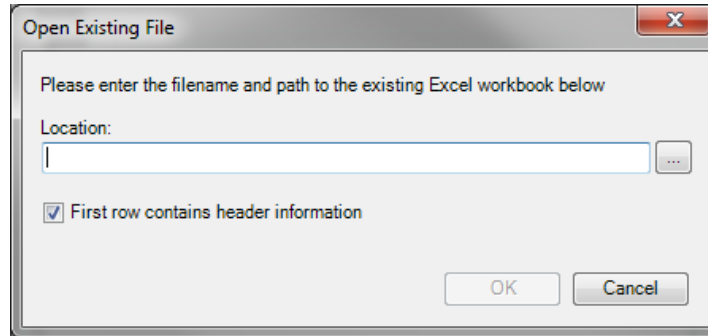 Open Existing File
Please enter the filename and path to the existing Excel workbook below
Location:
...
First row contains header information
OK
Cancel